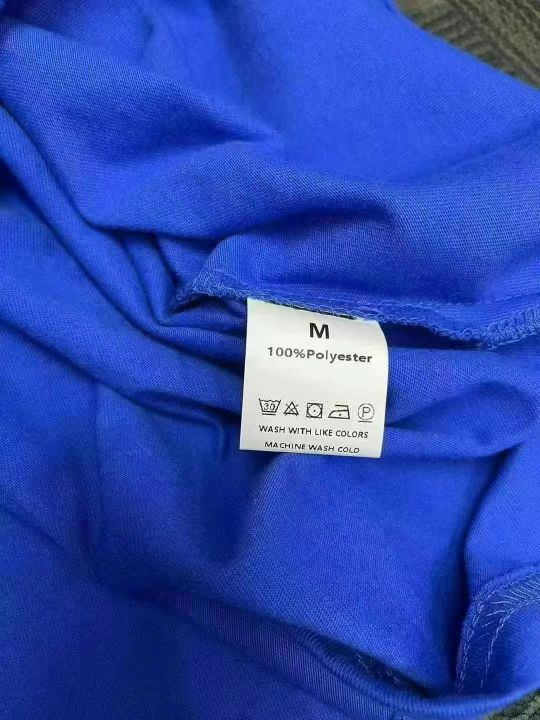 M
100%Polyester
30 P
WASH WITH LIKE COLORS
MACHINE WASH COLD